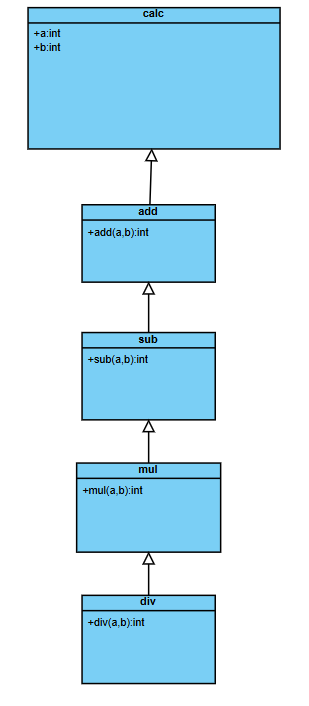 calc
+a:int
+b:int
add
+add(a,b):int
sub
+sub(a,b):int
mul
+mul(a,b):int
div
+div(a,b):int